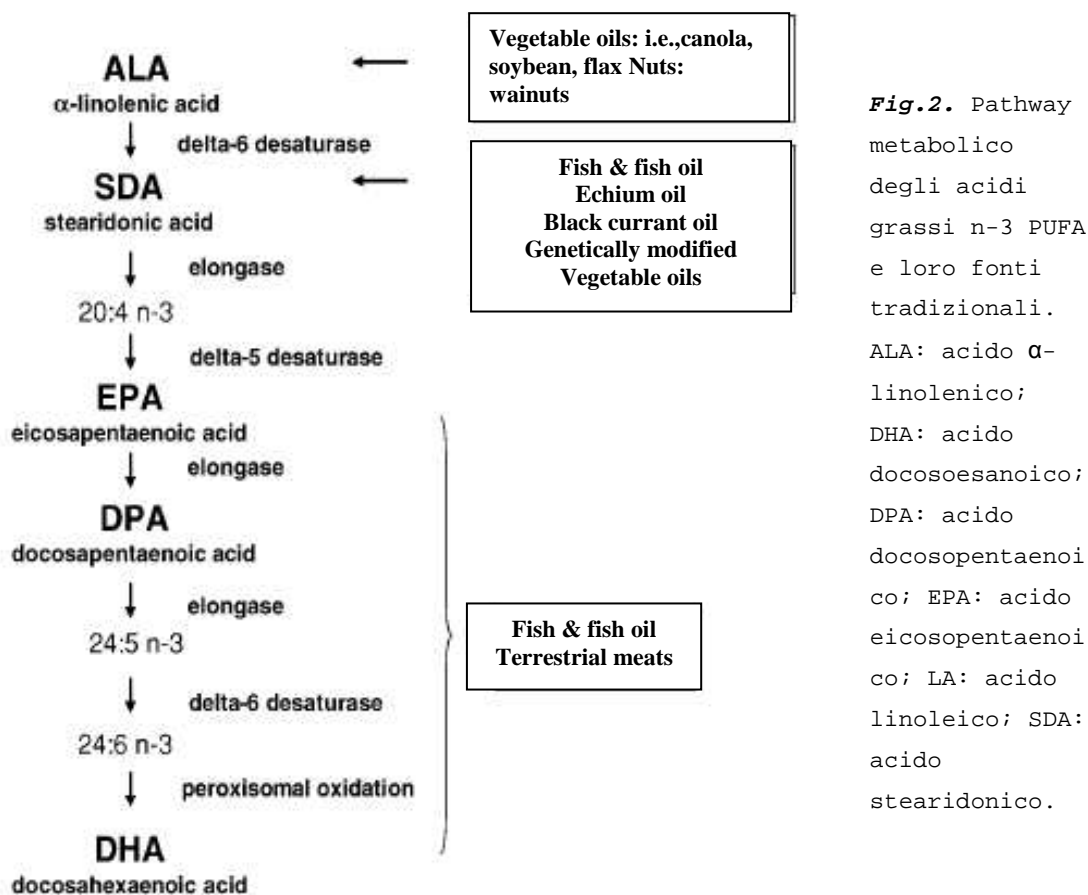 ALA
α-linolenic acid
delta-6 desaturase
SDA
stearidonic acid
elongase
20:4 n-3
delta-5 desaturase
EPA
eicosapentaenoic acid
elongase
DPA
docosapentaenoic acid
elongase
24:5 n-3
delta-6 desaturase
24:6 n-3
peroxisomal oxidation
DHA
docosahexaenoic acid
Vegetable oils: i.e.,canola,
soybean, flax Nuts:
wainuts
Fish & fish oil
Echium oil
Black currant oil
Genetically modified
Vegetable oils
Fish & fish oil
Terrestrial meats
Fig.2. Pathway
metabolico
degli acidi
grassi n-3 PUFA
e loro fonti
tradizionali.
ALA: acido α-
linolenico;
DHA: acido
docosoesanoico;
DPA: acido
docosopentaenoi
co; EPA: acido
eicosopentaenoi
co; LA: acido
linoleico; SDA:
acido
stearidonico.